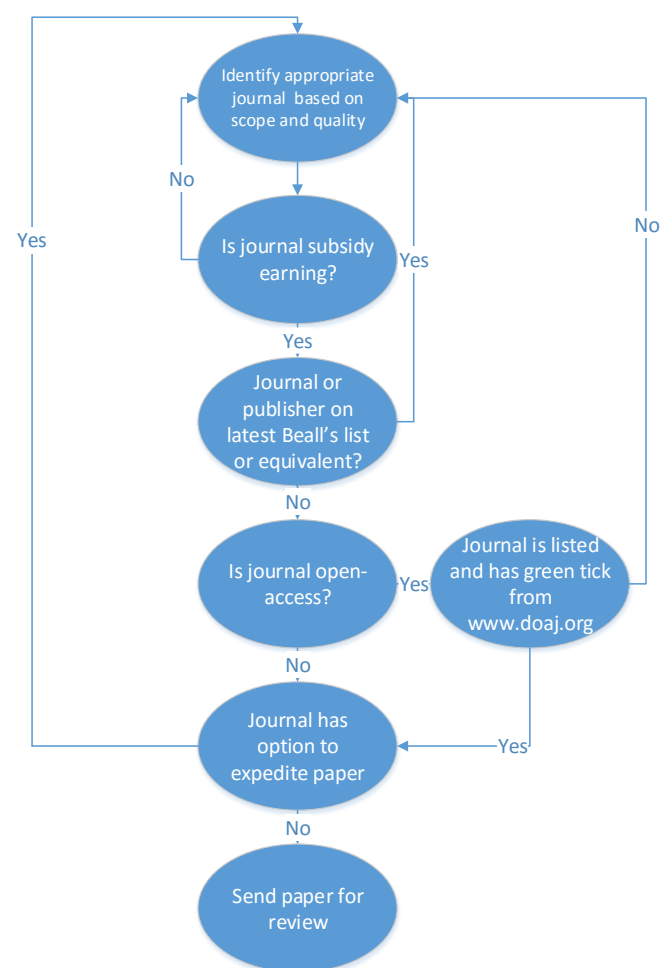 Identify appropriate
journal based on
scope and quality
No
Yes
No
Is journal subsidy
earning?
Yes
Yes
Journal or
publisher on
latest Beall’s list
or equivalent?
No
Is journal open-
access?
Yes
Journal is listed
and has green tick
from
www.doaj.org
No
Journal has
option to
expedite paper
Yes
No
Send paper for
review